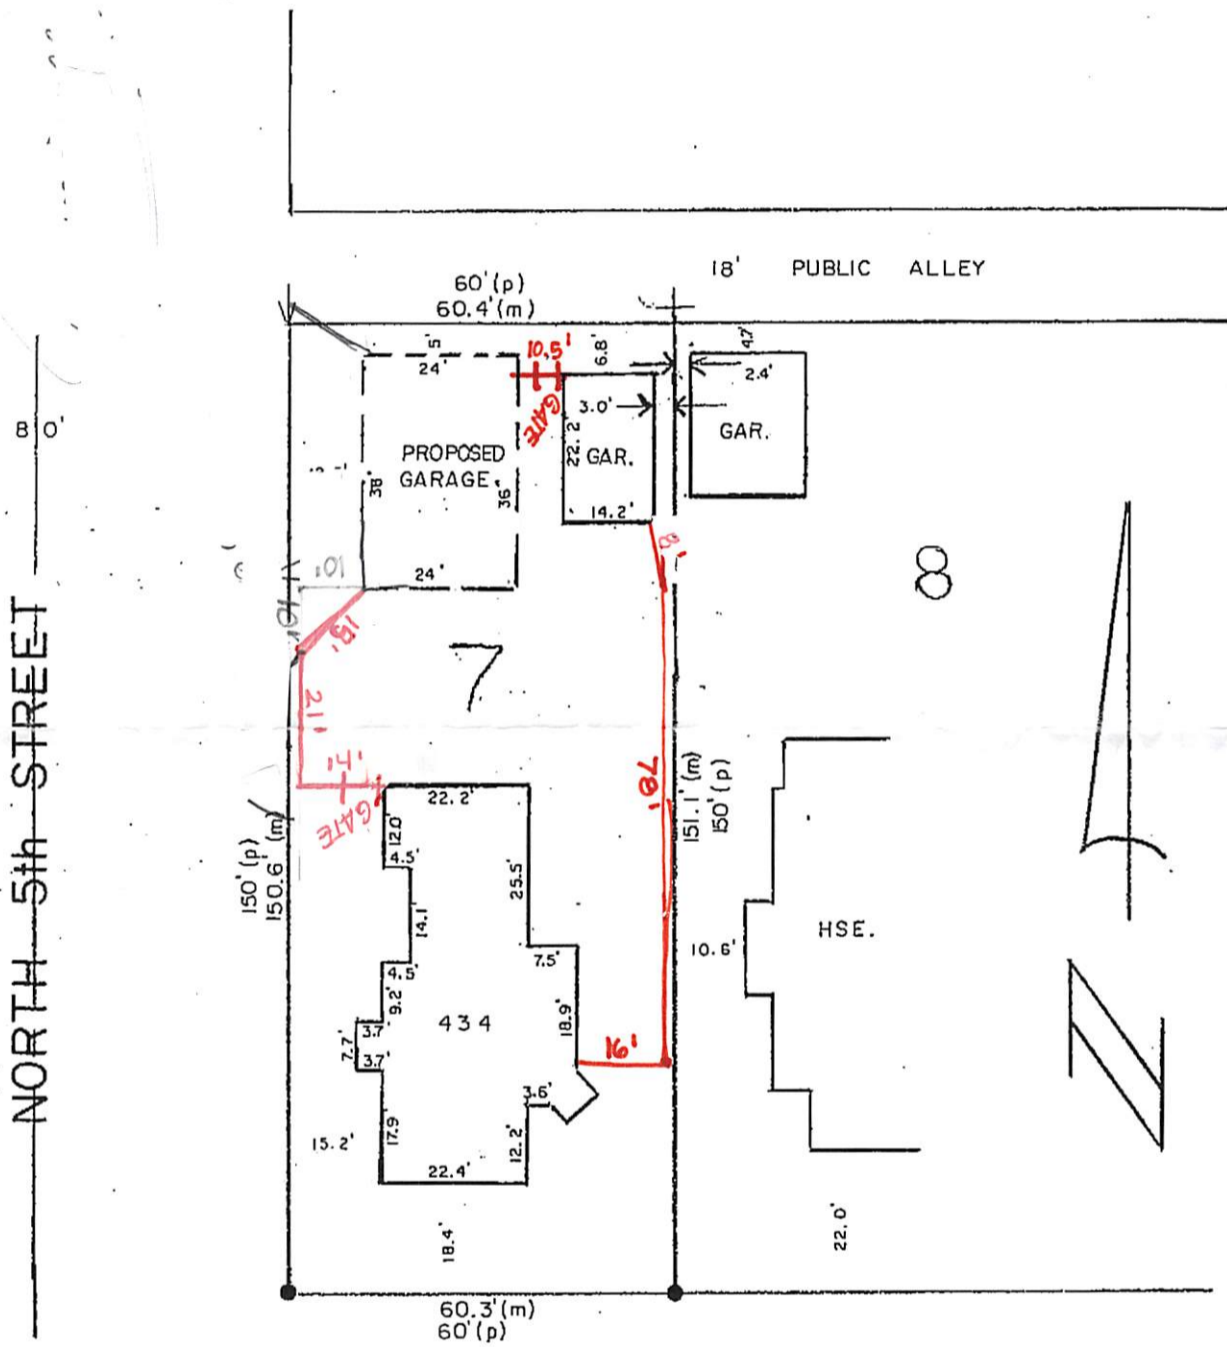 18' PUBLIC ALLEY
60'(p)
60.4'(m)
5'
24'
10.5'
GATE
6.8'
4.7'
2.4'
3.0'
80'
PROPOSED
GARAGE
38'
36'
22.2'
GAR.
GAR.
14.2'
8'
24'
10'
10'
15'
8
7
NORTH 5th STREET
21'
14'
GATE
78'
151.1'(m)
150'(p)
22.2'
12.0'
4.5'
150'(p)
150.6'(m)
25.5'
14.1'
HSE.
10.6'
7.5'
4.5'
9.2'
434
18.9'
3.7'
7.7'
3.7'
16'
3.6'
15.2'
17.9'
12.2'
22.4'
18.4'
22.0'
N
60.3'(m)
60'(p)